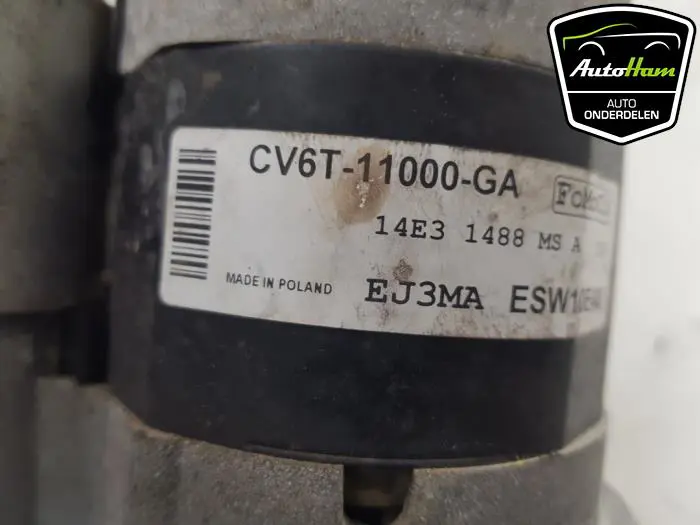 AutoHam
AUTO
ONDERDELEN
CV6T-11000-GA
14E3 1488 MS A
MADE IN POLAND
EJ3MA